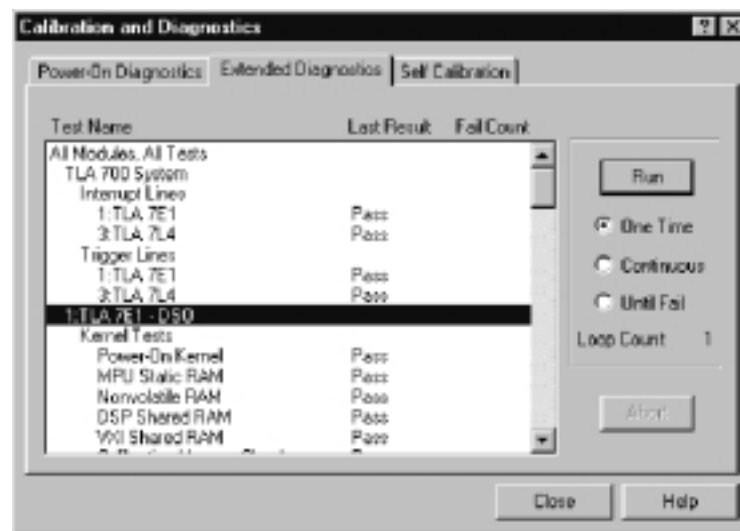 Calibration and Diagnostics
? X
Power-On Diagnostics Extended Diagnostics Self Calibration
Test Name Last Result Fail Count
All Modules, All Tests
TLA 700 System
Interrupt Lines
1:TLA 7E1 Pass
3:TLA 7L4 Pass
Trigger Lines
1:TLA 7E1 Pass
3:TLA 7L4 Pass
1:TLA 7E1 - DSO
Kernel Tests
Power-On Kernel Pass
MPU Static RAM Pass
Nonvolatile RAM Pass
DSP Shared RAM Pass
VXI Shared RAM Pass
Run
One Time
Continuous
Until Fail
Loop Count 1
Abort
Close Help